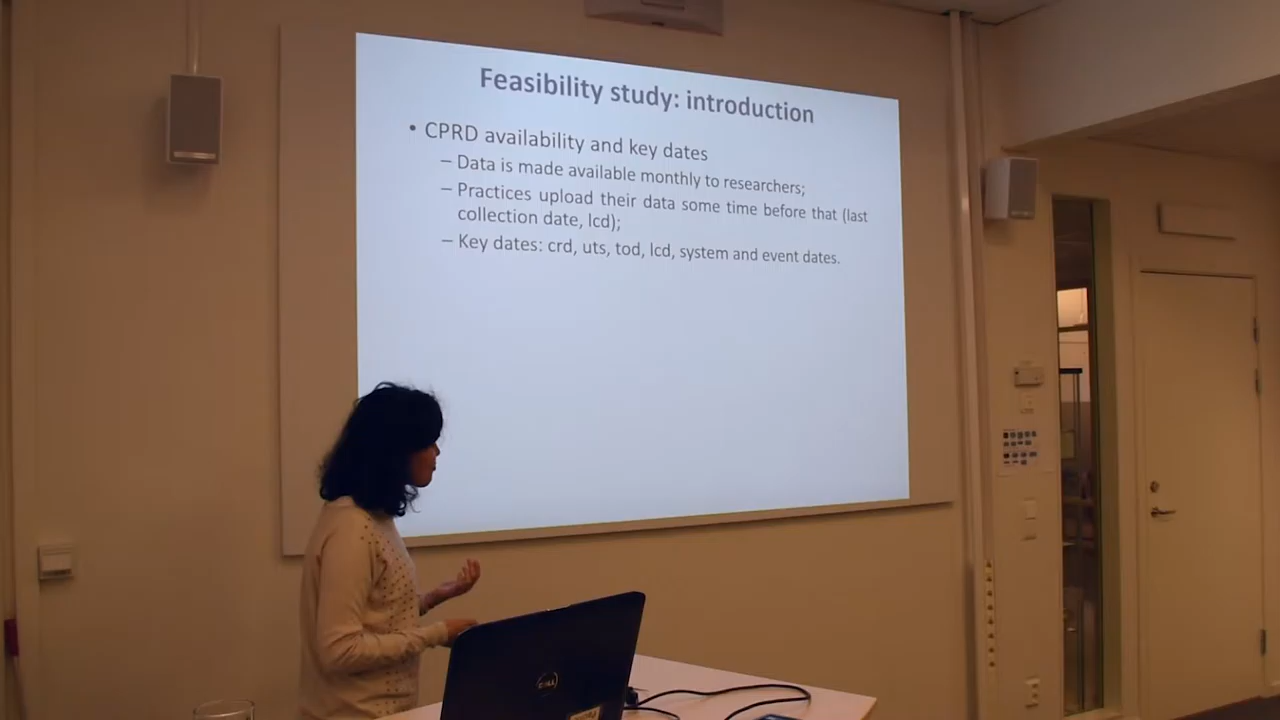 Feasibility study: introduction
• CPRD availability and key dates
– Data is made available monthly to researchers;
– Practices upload their data some time before that (last
collection date, lcd);
– Key dates: crd, uts, tod, lcd, system and event dates.
DELL